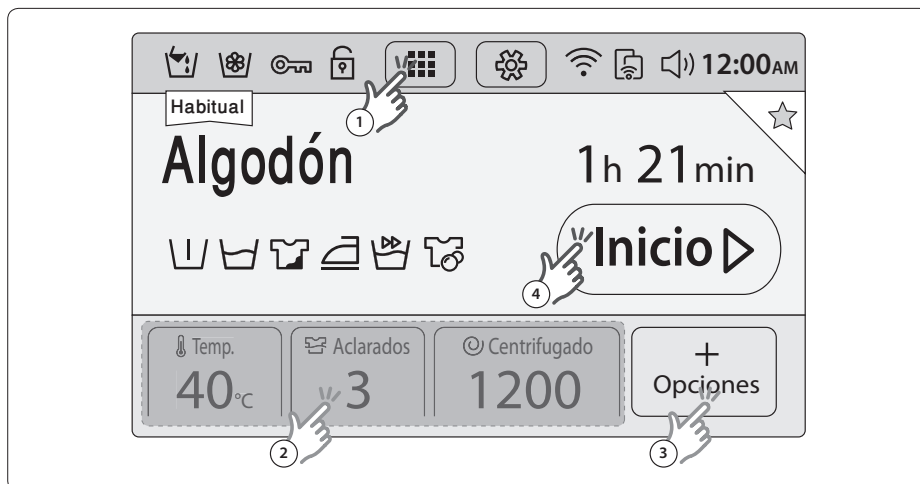 12:00AM
1
Habitual
Algodón
1h 21min
Inicio
4
Temp.
Aclarados
Centrifugado
+
Opciones
40°C
3
1200
2
3